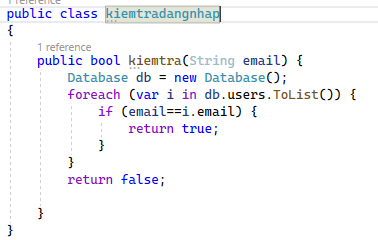 1 reference
public class kiemtradangnhap
{
1 reference
public bool kiemtra(String email) {
Database db = new Database();
foreach (var i in db.users.ToList()) {
if (email==i.email) {
return true;
}
}
return false;
}
}